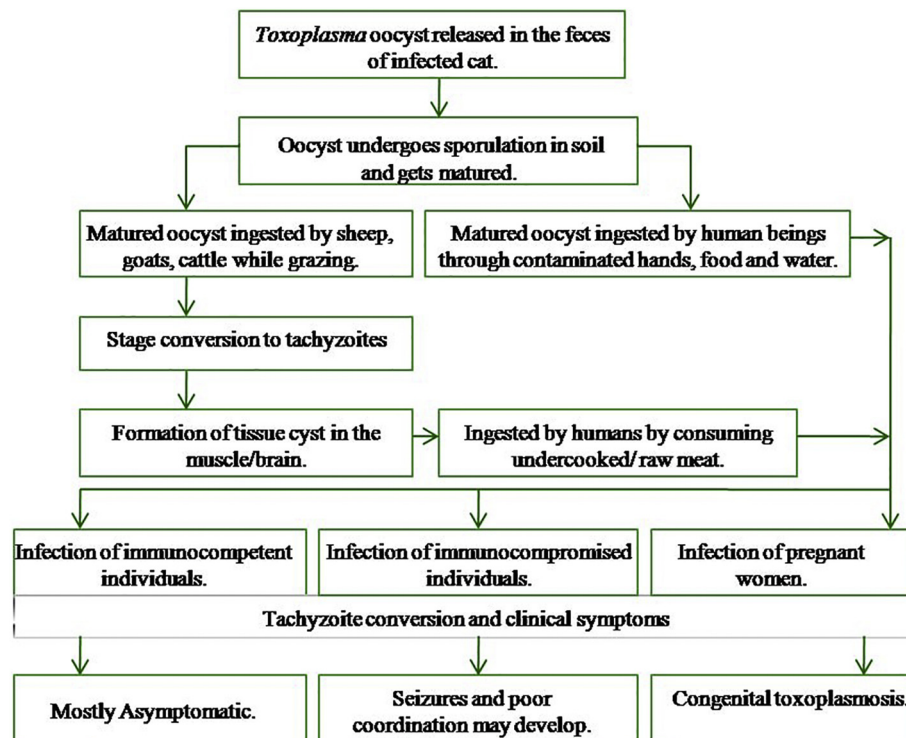 Toxoplasma oocyst released in the feces
of infected cat.
Oocyst undergoes sporulation in soil
and gets matured.
Matured oocyst ingested by sheep,
goats, cattle while grazing.
Matured oocyst ingested by human beings
through contaminated hands, food and water.
Stage conversion to tachyzoites
Formation of tissue cyst in the
muscle/brain.
Ingested by humans by consuming
undercooked/ raw meat.
Infection of immunocompetent
individuals.
Infection of immunocompromised
individuals.
Infection of pregnant
women.
Tachyzoite conversion and clinical symptoms
Mostly Asymptomatic.
Seizures and poor
coordination may develop.
Congenital toxoplasmosis.